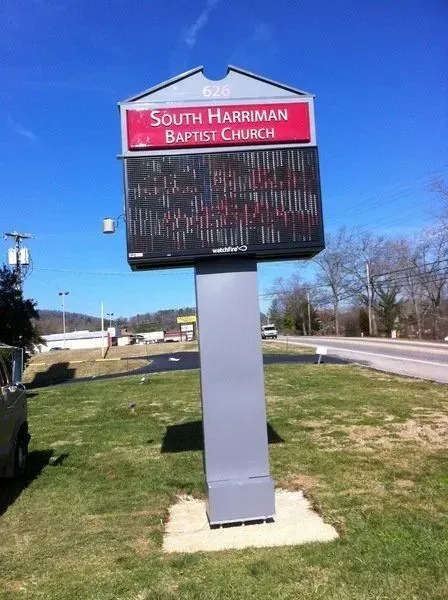 626
South Harriman
Baptist Church
watchfire